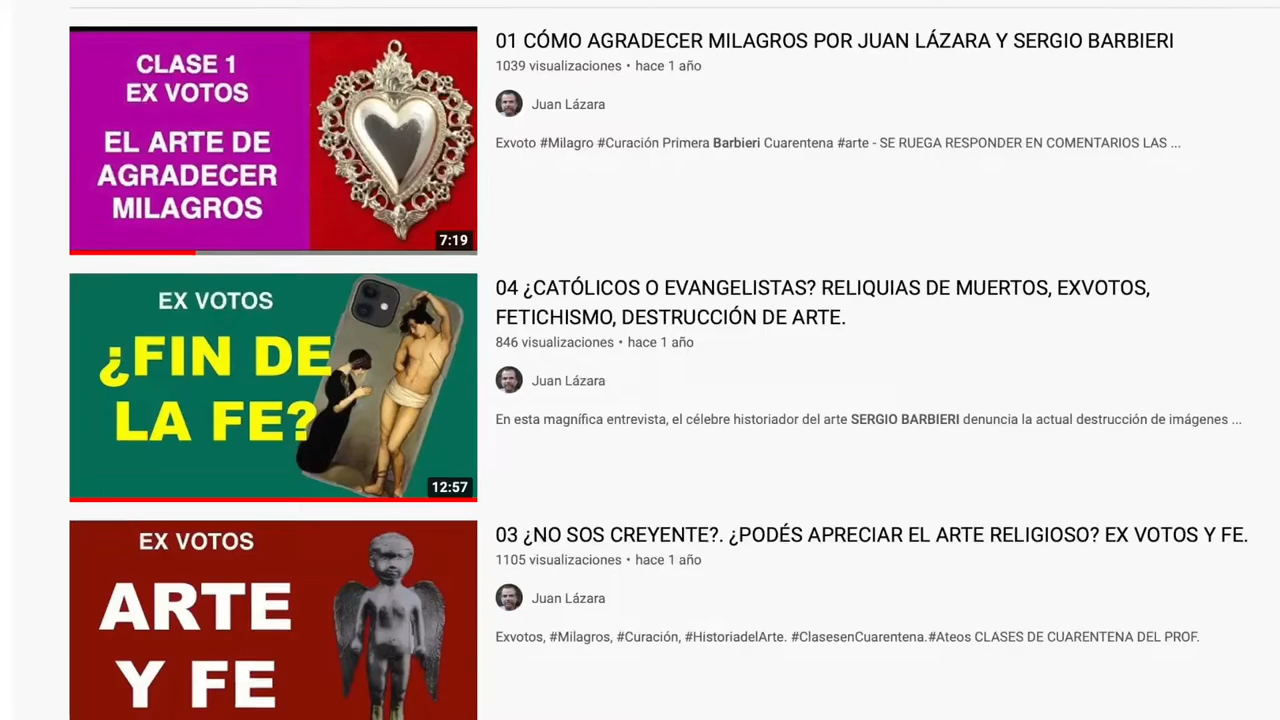 CLASE 1
EX VOTOS
EL ARTE DE
AGRADECER
MILAGROS
7:19
01 CÓMO AGRADECER MILAGROS POR JUAN LÁZARA Y SERGIO BARBIERI
1039 visualizaciones • hace 1 año
Juan Lázara
Exvoto #Milagro #Curación Primera Barbieri Cuarentena #arte - SE RUEGA RESPONDER EN COMENTARIOS LAS ...
EX VOTOS
¿FIN DE
LA FE?
12:57
04 ¿CATÓLICOS O EVANGELISTAS? RELIQUIAS DE MUERTOS, EXVOTOS,
FETICHISMO, DESTRUCCIÓN DE ARTE.
846 visualizaciones • hace 1 año
Juan Lázara
En esta magnífica entrevista, el célebre historiador del arte SERGIO BARBIERI denuncia la actual destrucción de imágenes ...
EX VOTOS
ARTE
Y FE
03 ¿NO SOS CREYENTE?. ¿PODÉS APRECIAR EL ARTE RELIGIOSO? EX VOTOS Y FE.
1105 visualizaciones • hace 1 año
Juan Lázara
Exvotos, #Milagros, #Curación, #HistoriadelArte. #ClasesenCuarentena.#Ateos CLASES DE CUARENTENA DEL PROF.